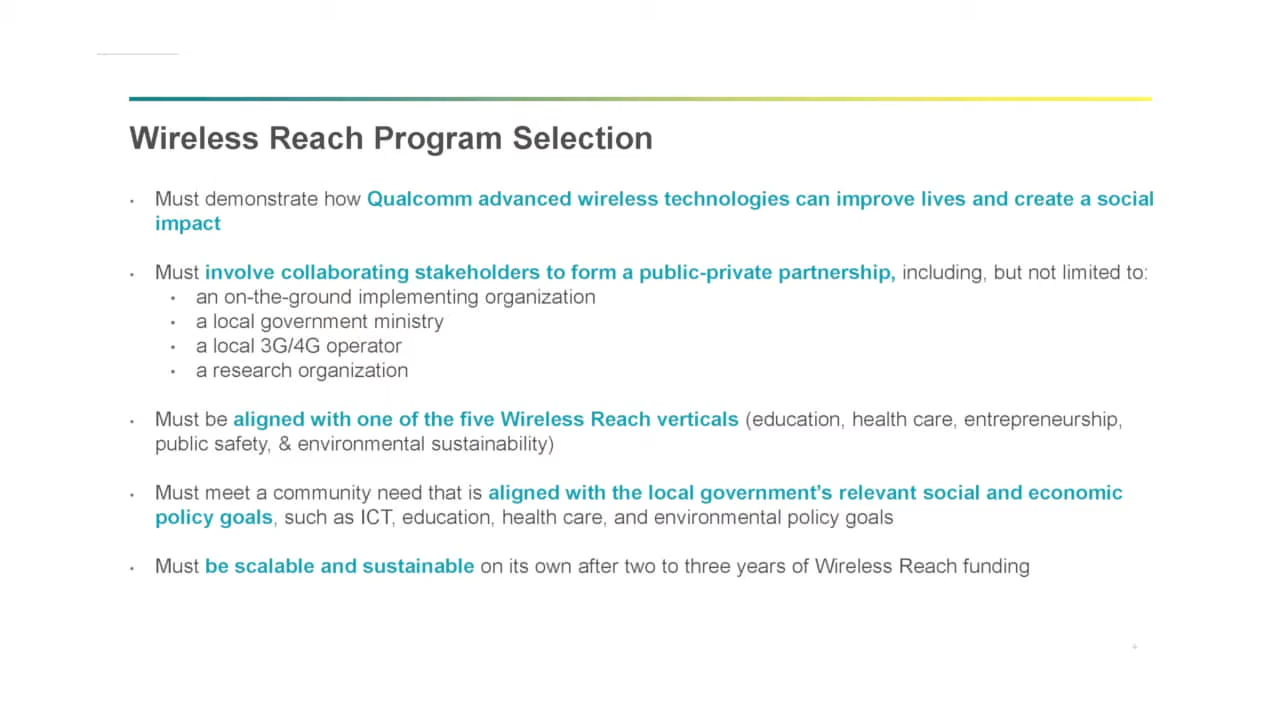 Wireless Reach Program Selection
• Must demonstrate how Qualcomm advanced wireless technologies can improve lives and create a social
impact
• Must involve collaborating stakeholders to form a public-private partnership, including, but not limited to:
• an on-the-ground implementing organization
• a local government ministry
• a local 3G/4G operator
• a research organization
• Must be aligned with one of the five Wireless Reach verticals (education, health care, entrepreneurship,
public safety, & environmental sustainability)
• Must meet a community need that is aligned with the local government’s relevant social and economic
policy goals, such as ICT, education, health care, and environmental policy goals
• Must be scalable and sustainable on its own after two to three years of Wireless Reach funding